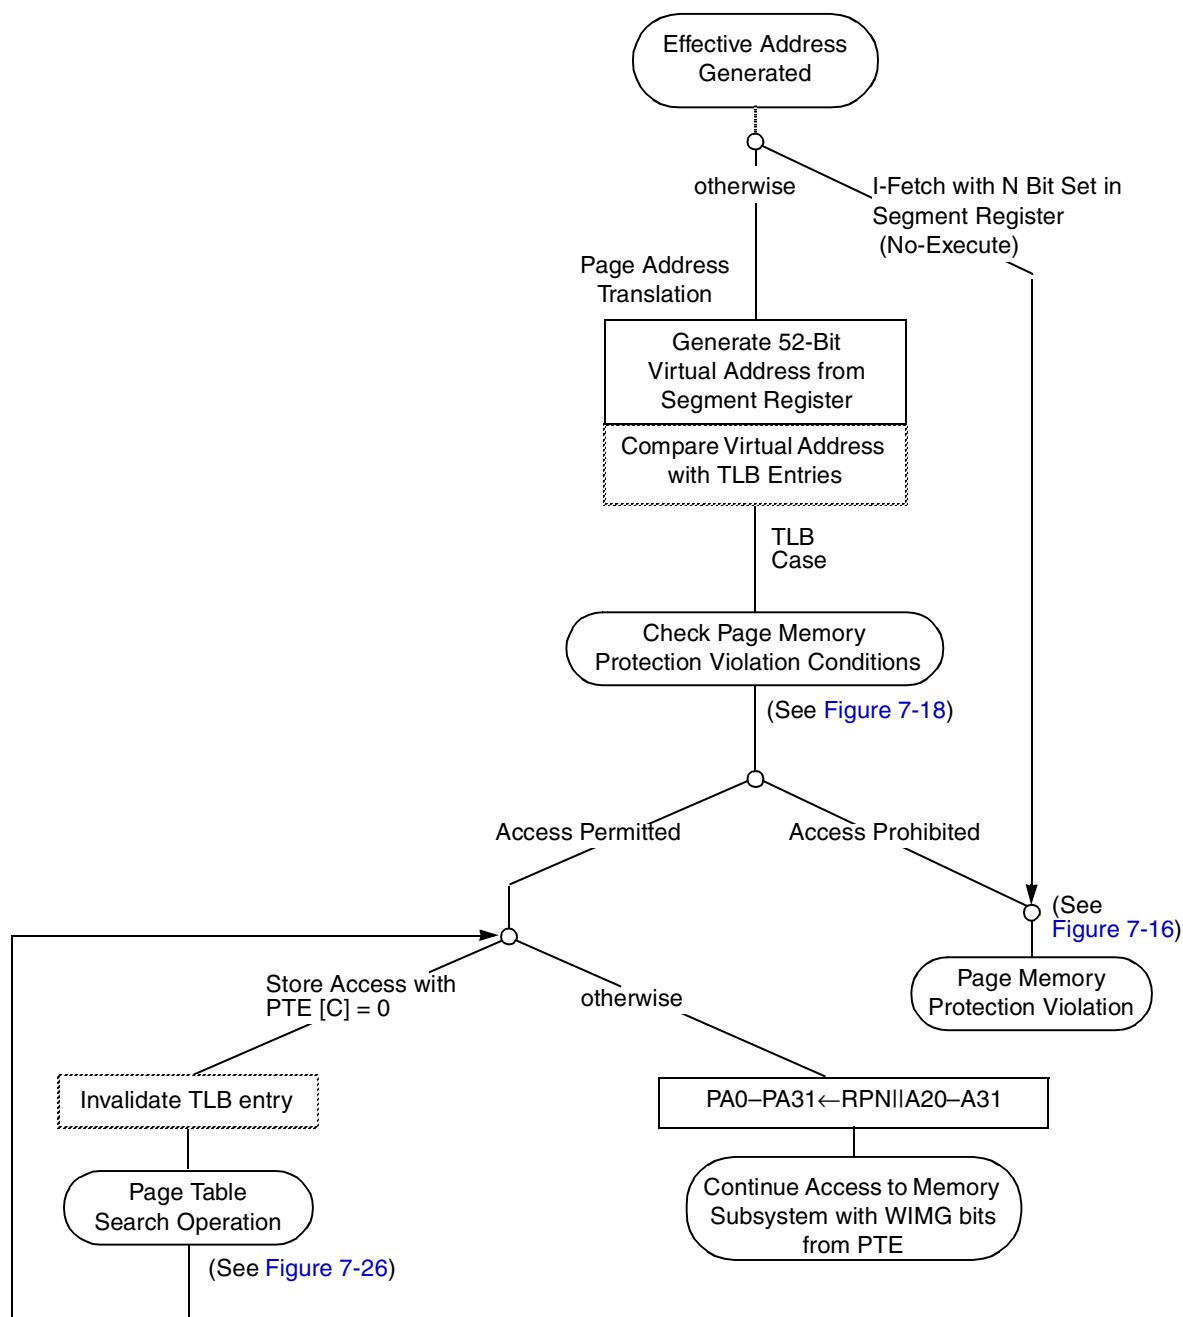 Effective Address
Generated
otherwise
I-Fetch with N Bit Set in
Segment Register
(No-Execute)
Page Address
Translation
Generate 52-Bit
Virtual Address from
Segment Register
Compare Virtual Address
with TLB Entries
TLB
Case
Check Page Memory
Protection Violation Conditions
(See Figure 7-18)
Access Permitted
Access Prohibited
(See
Figure 7-16)
Page Memory
Protection Violation
Store Access with
PTE [C] = 0
otherwise
Invalidate TLB entry
PA0–PA31←RPN||A20–A31
Page Table
Search Operation
Continue Access to Memory
Subsystem with WIMG bits
from PTE
(See Figure 7-26)